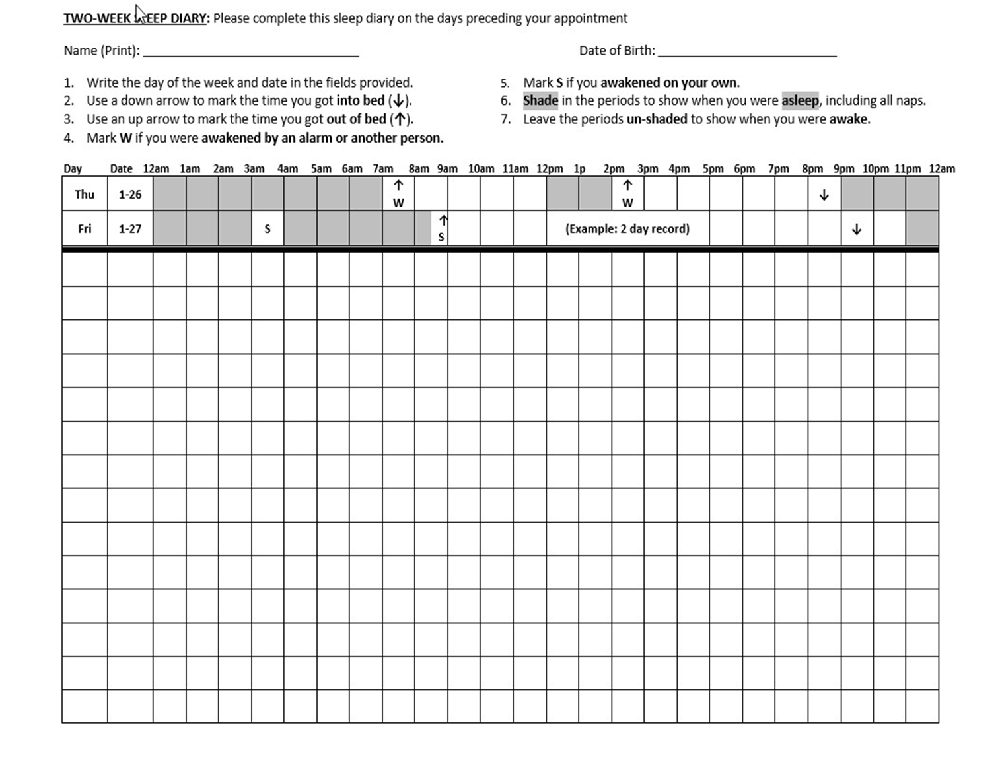 TWO-WEEK SLEEP DIARY: Please complete this sleep diary on the days preceding your appointment
Name (Print): ______________________________ Date of Birth: _________________________
1. Write the day of the week and date in the fields provided.
2. Use a down arrow to mark the time you got into bed (↓).
3. Use an up arrow to mark the time you got out of bed (↑).
4. Mark W if you were awakened by an alarm or another person.
5. Mark S if you awakened on your own.
6. Shade in the periods to show when you were asleep, including all naps.
7. Leave the periods un-shaded to show when you were awake.
Day Date 12am 1am 2am 3am 4am 5am 6am 7am 8am 9am 10am 11am 12pm 1p 2pm 3pm 4pm 5pm 6pm 7pm 8pm 9pm 10pm 11pm 12am
Thu 1-26 ↑ W ↑ W ↓
Fri 1-27 S ↑ S (Example: 2 day record) ↓